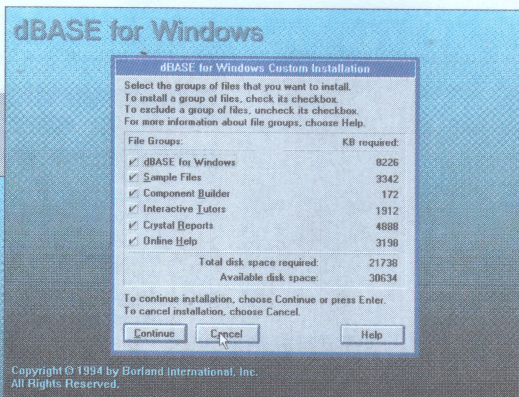 dBASE for Windows
dBASE for Windows Custom Installation
Select the groups of files that you want to install.
To install a group of files, check its checkbox.
To exclude a group of files, uncheck its checkbox.
For more information about file groups, choose Help.
File Groups: KB required:
dBASE for Windows 8226
Sample Files 3342
Component Builder 172
Interactive Tutors 1912
Crystal Reports 4888
Online Help 3198
Total disk space required: 21738
Available disk space: 30634
To continue installation, choose Continue or press Enter.
To cancel installation, choose Cancel.
Continue Cancel Help
Copyright © 1994 by Borland International, Inc.
All Rights Reserved.